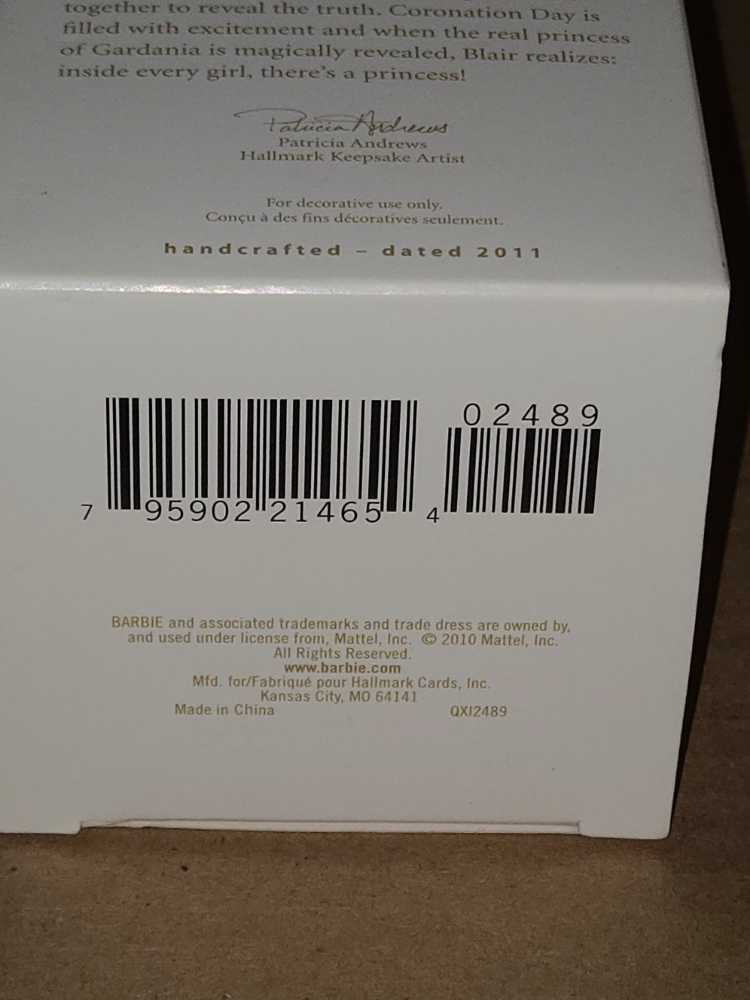 together to reveal the truth. Coronation Day is
filled with excitement and when the real princess
of Gardania is magically revealed, Blair realizes:
inside every girl, there's a princess!
Patricia Andrews
Patricia Andrews
Hallmark Keepsake Artist
For decorative use only.
Conçu à des fins décoratives seulement.
handcrafted – dated 2011
02489
7 95902 21465 4
BARBIE and associated trademarks and trade dress are owned by,
and used under license from, Mattel, Inc. © 2010 Mattel, Inc.
All Rights Reserved.
www.barbie.com
Mfd. for/Fabriqué pour Hallmark Cards, Inc.
Kansas City, MO 64141
Made in China QXI2489